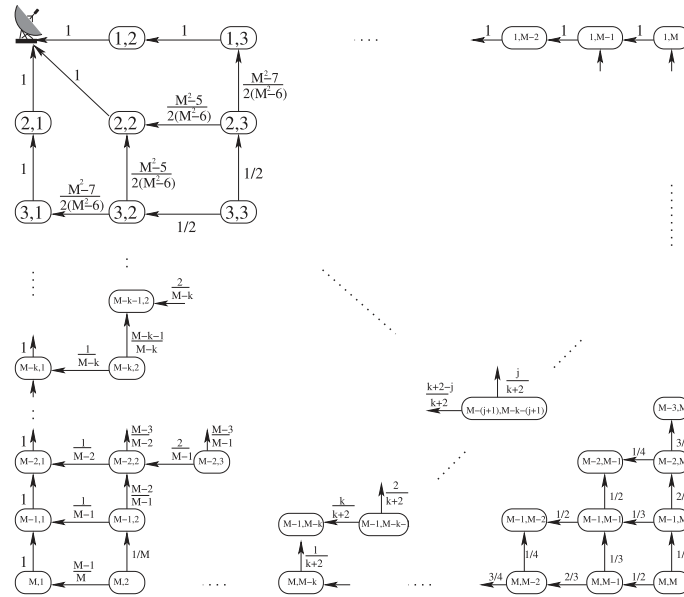 1 1 1 1 1
1,2 1,3 1,M−2 1,M−1 1,M
1 1 M²−7
2(M²−6)
M²−5
2(M²−6)
2,1 2,2 2,3
1 M²−5
2(M²−6) 1/2
M²−7
2(M²−6)
3,1 3,2 3,3
1/2
2
M−k
M−k−1,2
1 1
M−k M−k−1
M−k
M−k,1 M−k,2
k+2−j
k+2 j
k+2
M−(j+1),M−k−(j+1)
M−3,M
1 1
M−2 M−3
M−2 2
M−1 M−3
M−1 3/
1/4
M−2,1 M−2,2 M−2,3 M−2,M−1 M−2,M
1 1
M−1 M−2
M−1 k
k+2 2
k+2 1/2 2/
1/2 1/3
M−1,1 M−1,2 M−1,M−k M−1,M−k− M−1,M−2 M−1,M−1 M−1,M
1 M−1
M 1/M 1
k+2 1/4 1/3 1/
3/4 2/3 1/2
M,1 M,2 M,M−k M,M−2 M,M−1 M,M